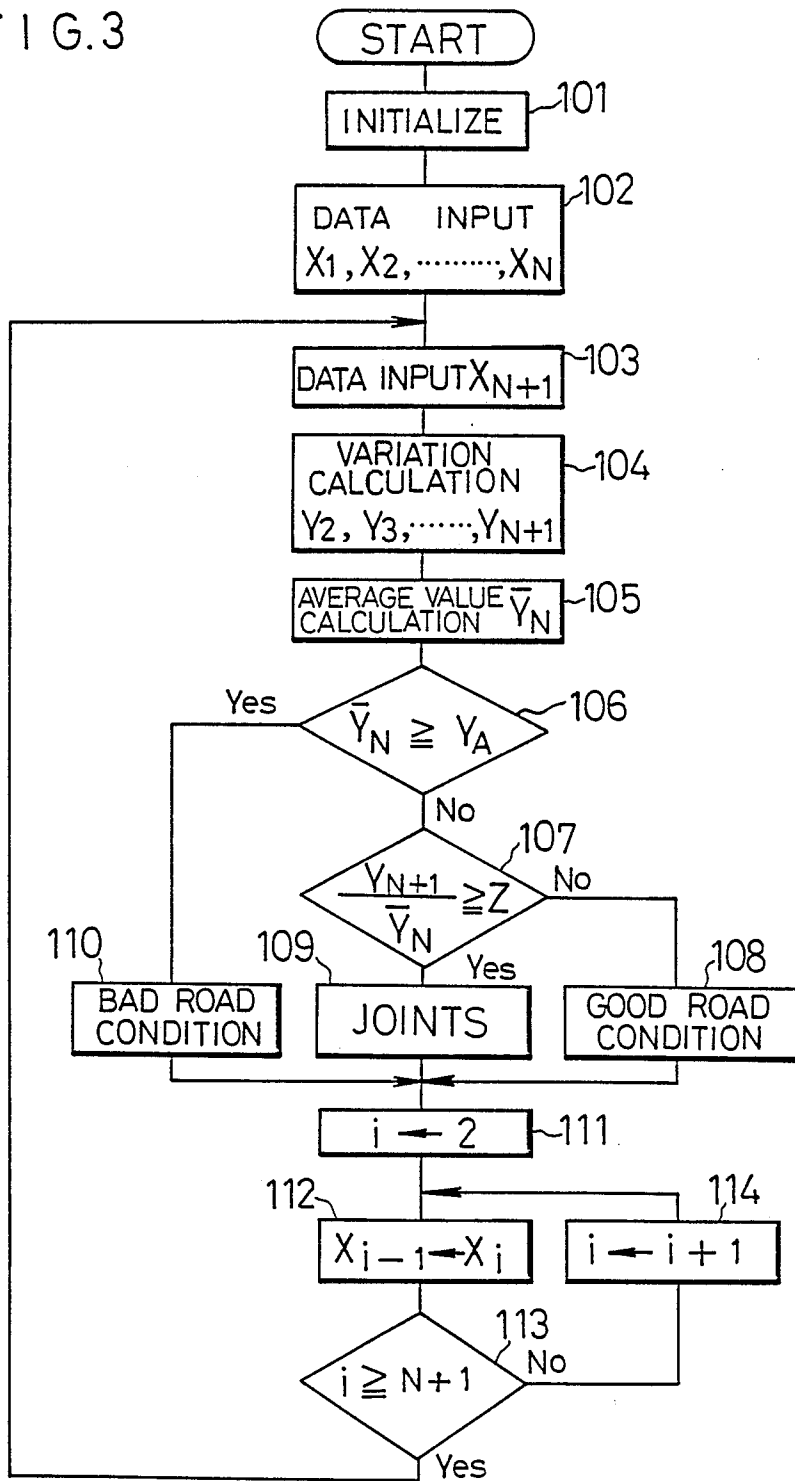 FIG.3
START
101
INITIALIZE
102
DATA INPUT
X1, X2, ··········, XN
103
DATA INPUT XN+1
104
VARIATION
CALCULATION
Y2, Y3, ·······, YN+1
105
AVERAGE VALUE
CALCULATION ȲN
106
Yes
ȲN ≧ YA
No
107
YN+1
ȲN
≧Z
No
Yes
110
109
108
BAD ROAD
CONDITION
JOINTS
GOOD ROAD
CONDITION
i ← 2
111
112
114
Xi-1←Xi
i ← i + 1
113
i ≧ N+1
No
Yes